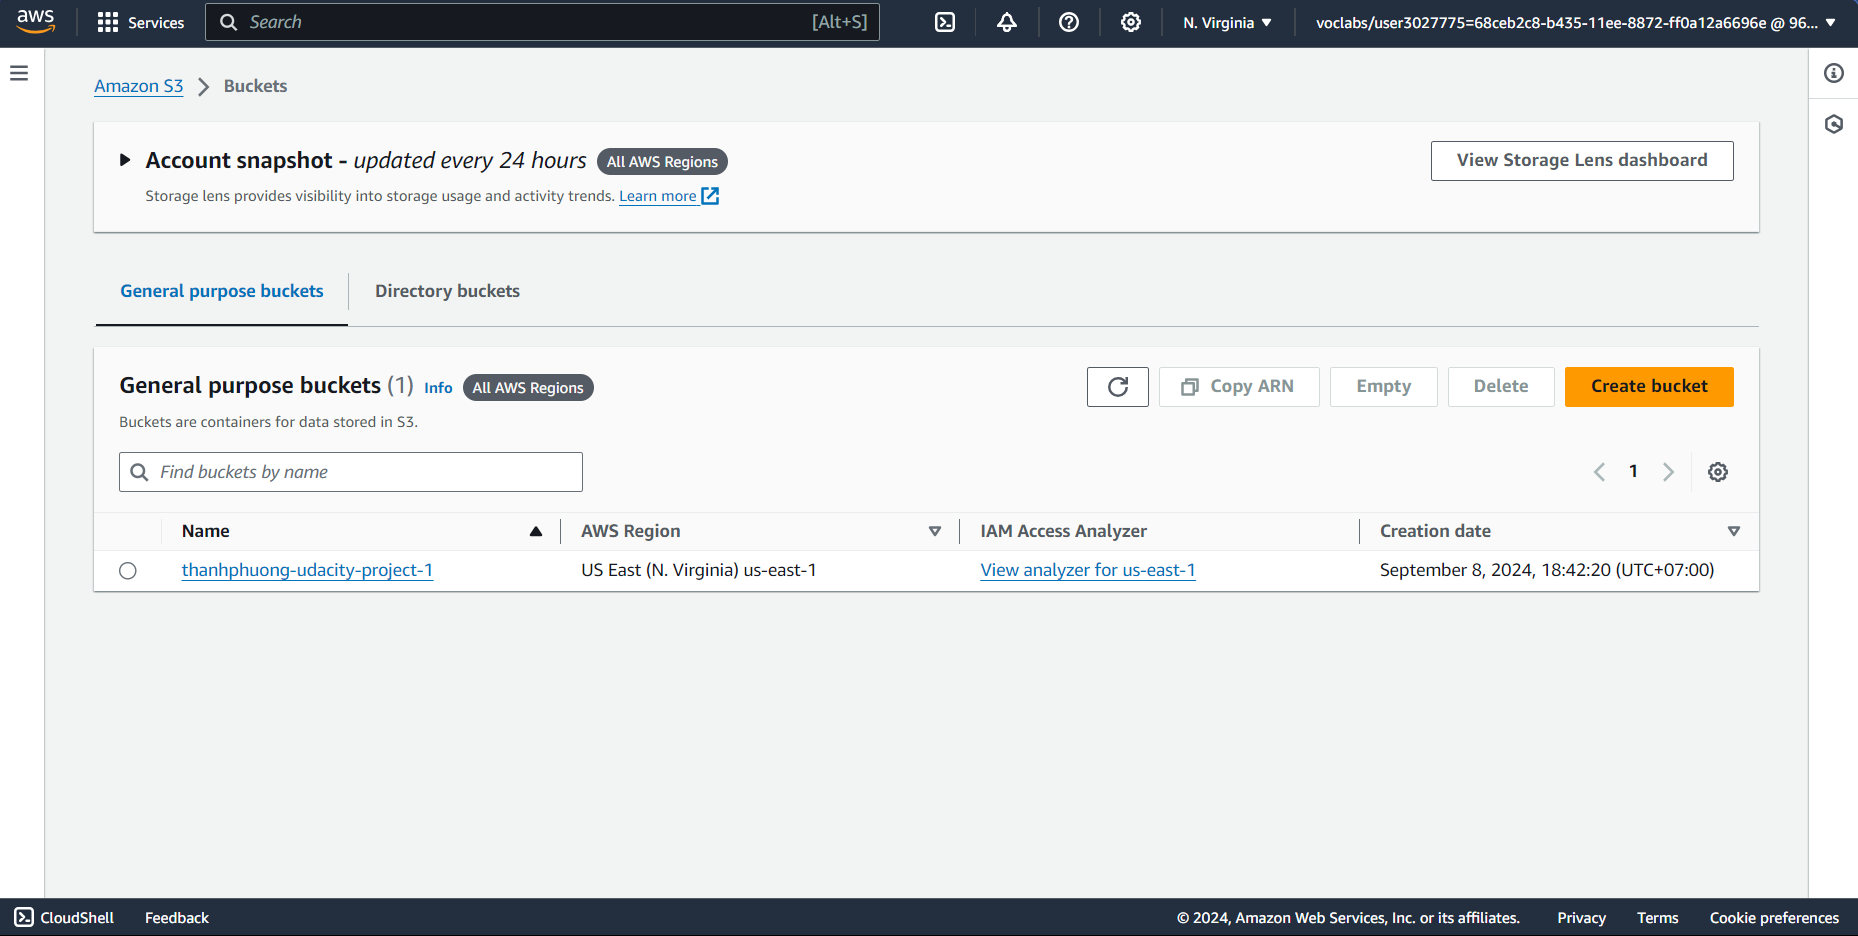 aws Services Search [Alt+S] N. Virginia voclabs/user3027775=68ceb2c8-b435-11ee-8872-ff0a12a6696e @ 96...
Amazon S3 Buckets
Account snapshot - updated every 24 hours All AWS Regions View Storage Lens dashboard
Storage lens provides visibility into storage usage and activity trends. Learn more
General purpose buckets Directory buckets
General purpose buckets (1) Info All AWS Regions Copy ARN Empty Delete Create bucket
Buckets are containers for data stored in S3.
Find buckets by name 1
Name AWS Region IAM Access Analyzer Creation date
thanhphuong-udacity-project-1 US East (N. Virginia) us-east-1 View analyzer for us-east-1 September 8, 2024, 18:42:20 (UTC+07:00)
CloudShell Feedback © 2024, Amazon Web Services, Inc. or its affiliates. Privacy Terms Cookie preferences